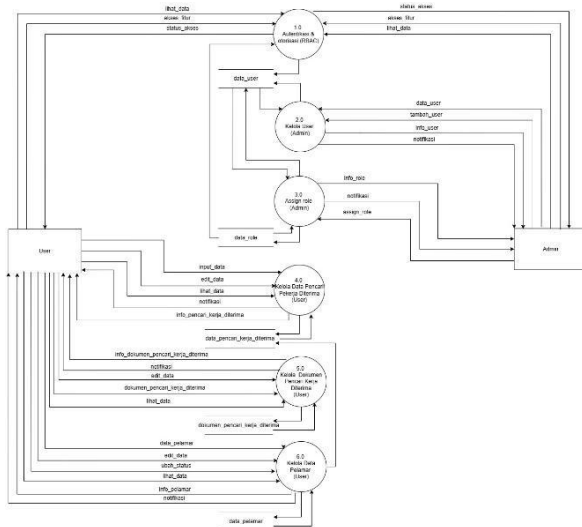 lihat_data
akses_fitur
status_akses
status_akses
akses_fitur
lihat_data
1.0
Autentikasi &
otorisasi (RBAC)
data_user
2.0
Kelola User
(Admin)
data_user
tambah_user
info_user
notifikasi
3.0
Assign role
(Admin)
info_role
notifikasi
assign_role
data_role
User
Admin
input_data
edit_data
lihat_data
notifikasi
info_pencari_kerja_diterima
4.0
Kelola Data Pencari
Pekerja Diterima
(User)
data_pencari_kerja_diterima
info_dokumen_pencari_kerja_diterima
notifikasi
edit_data
dokumen_pencari_kerja_diterima
lihat_data
5.0
Kelola Dokumen
Pencari Kerja
Diterima
(User)
dokumen_pencari_kerja_diterima
data_pelamar
edit_data
ubah_status
lihat_data
info_pelamar
notifikasi
6.0
Kelola Data
Pelamar
(User)
data_pelamar